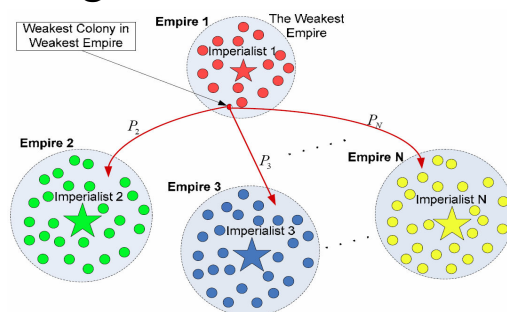 Empire 1
The Weakest
Empire
Weakest Colony in
Weakest Empire
Imperialist 1
P2
P3
PN
Empire 2
Imperialist 2
Empire 3
Imperialist 3
Empire N
Imperialist N